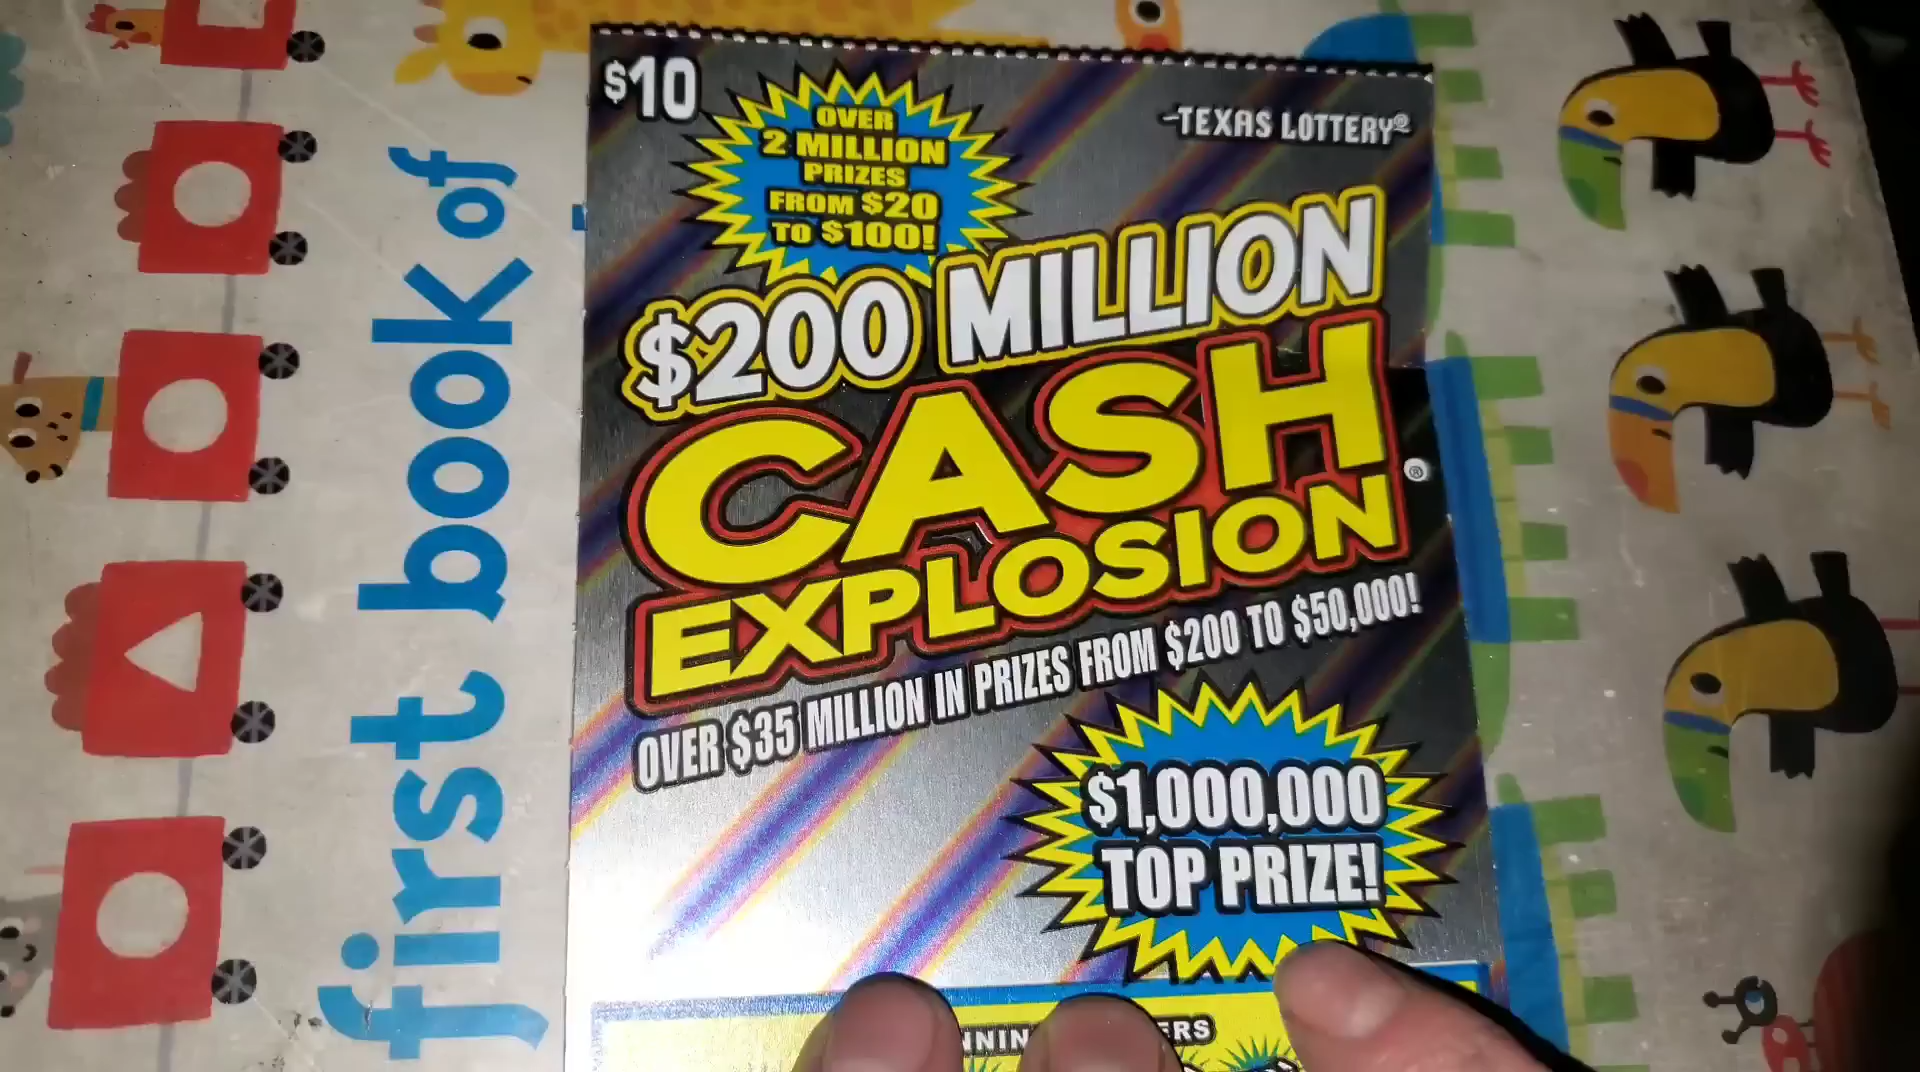 $10
OVER
2 MILLION
PRIZES
FROM $20
TO $100!
TEXAS LOTTERY®
$200 MILLION
CASH
EXPLOSION®
OVER $35 MILLION IN PRIZES FROM $200 TO $50,000!
$1,000,000
TOP PRIZE!
first book of